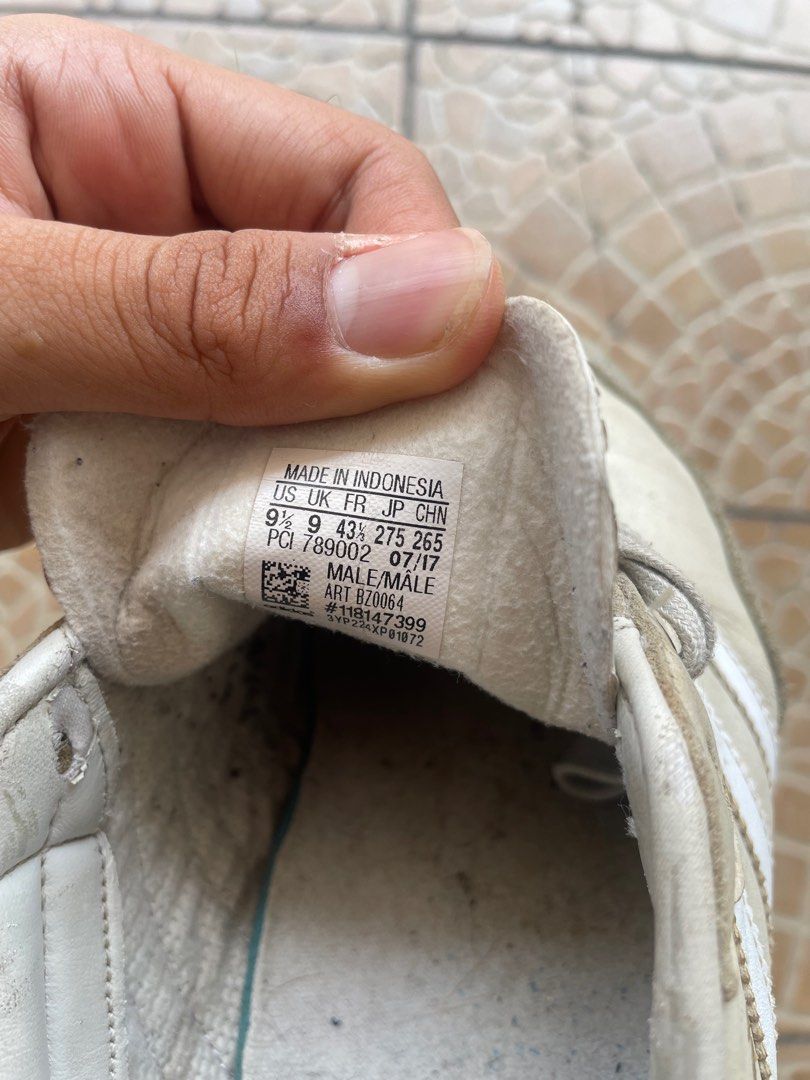 MADE IN INDONESIA
US UK FR JP CHN
9½ 9 43⅓ 275 265
PCI 789002 07/17
MALE/MÂLE
ART BZ0064
#118147399
3YP224XP01072